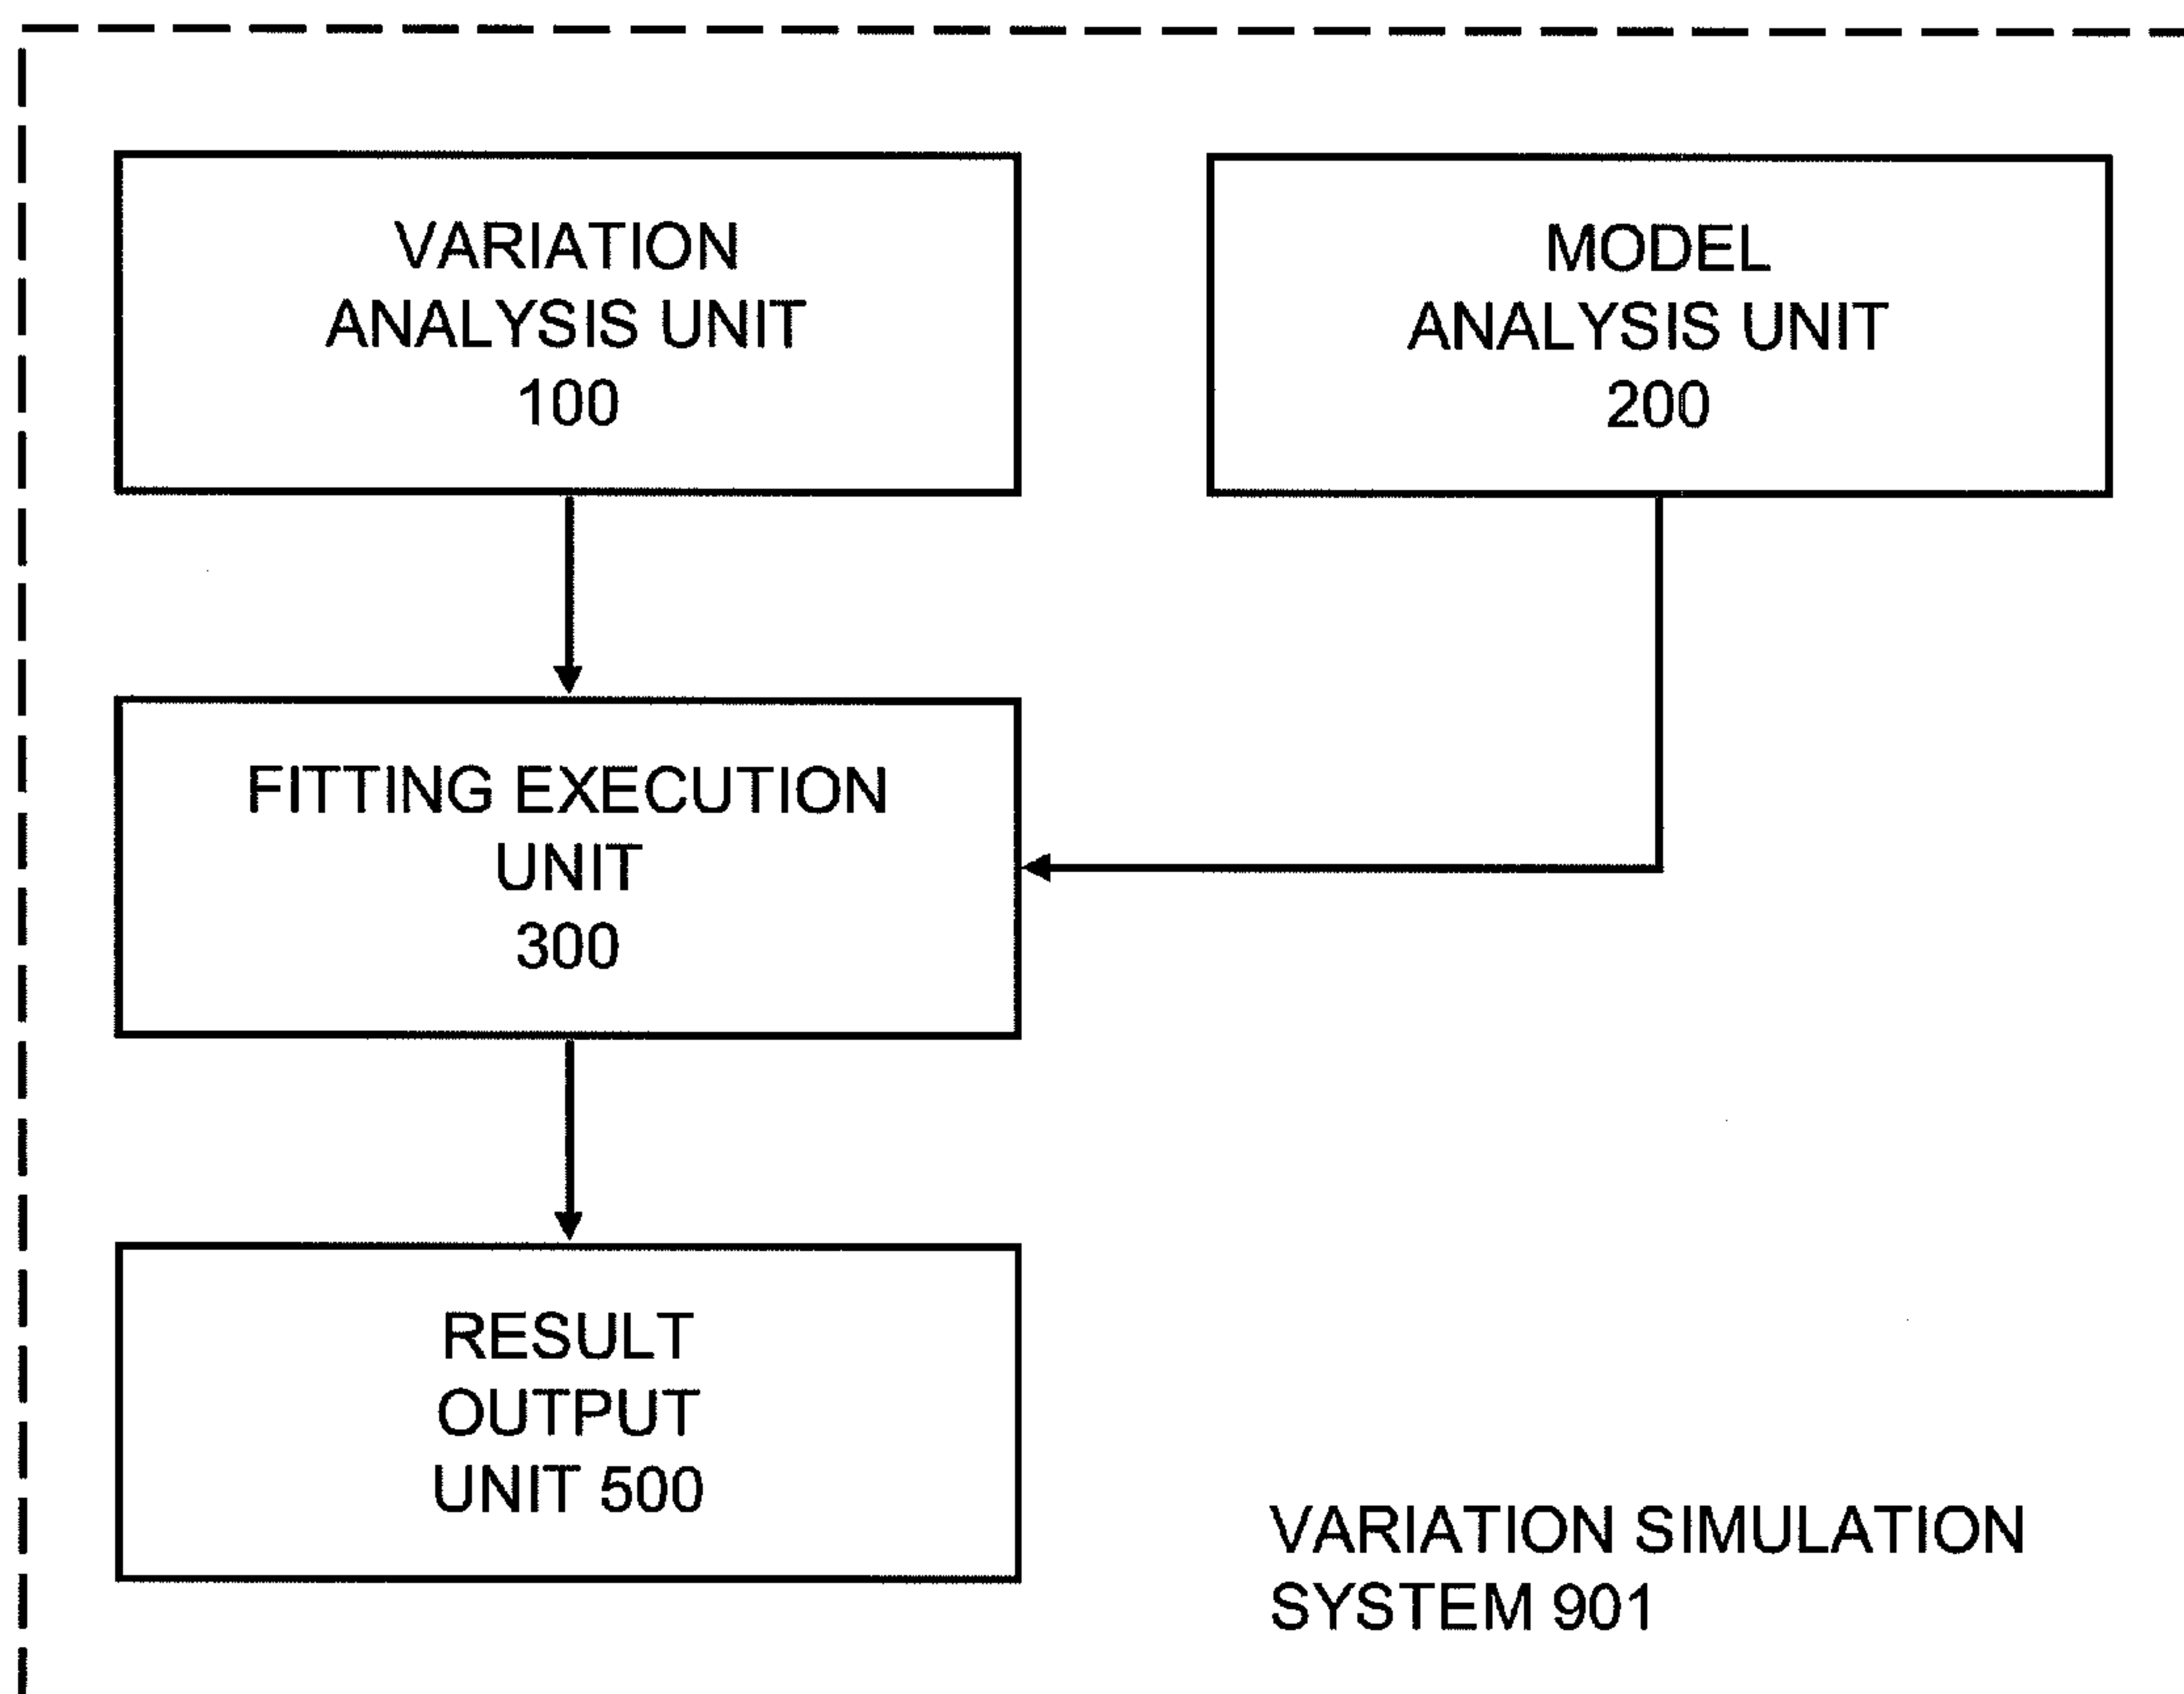 VARIATION
ANALYSIS UNIT
100
MODEL
ANALYSIS UNIT
200
FITTING EXECUTION
UNIT
300
RESULT
OUTPUT
UNIT 500
VARIATION SIMULATION
SYSTEM 901